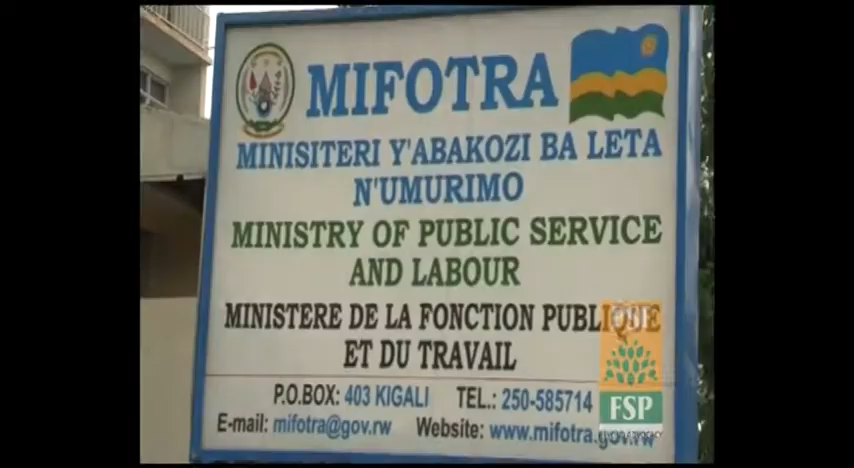 MIFOTRA
MINISITERI Y'ABAKOZI BA LETA
N'UMURIMO
MINISTRY OF PUBLIC SERVICE
AND LABOUR
MINISTERE DE LA FONCTION PUBLIQUE
ET DU TRAVAIL
P.O.BOX: 403 KIGALI TEL.: 250-585714
E-mail: mifotra@gov.rw Website: www.mifotra.gov.rw
FSP